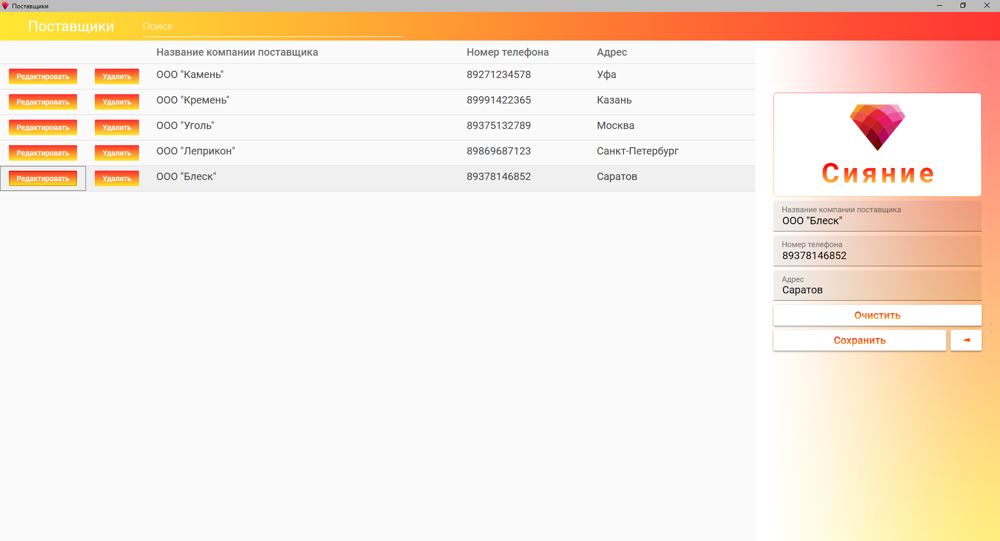 Поставщики
Поставщики
Поиск
Название компании поставщика Номер телефона Адрес
Редактировать Удалить ООО "Камень" 89271234578 Уфа
Редактировать Удалить ООО "Кремень" 89991422365 Казань
Редактировать Удалить ООО "Уголь" 89375132789 Москва
Редактировать Удалить ООО "Леприкон" 89869687123 Санкт-Петербург
Редактировать Удалить ООО "Блеск" 89378146852 Саратов
Сияние
Название компании поставщика
ООО "Блеск"
Номер телефона
89378146852
Адрес
Саратов
Очистить
Сохранить